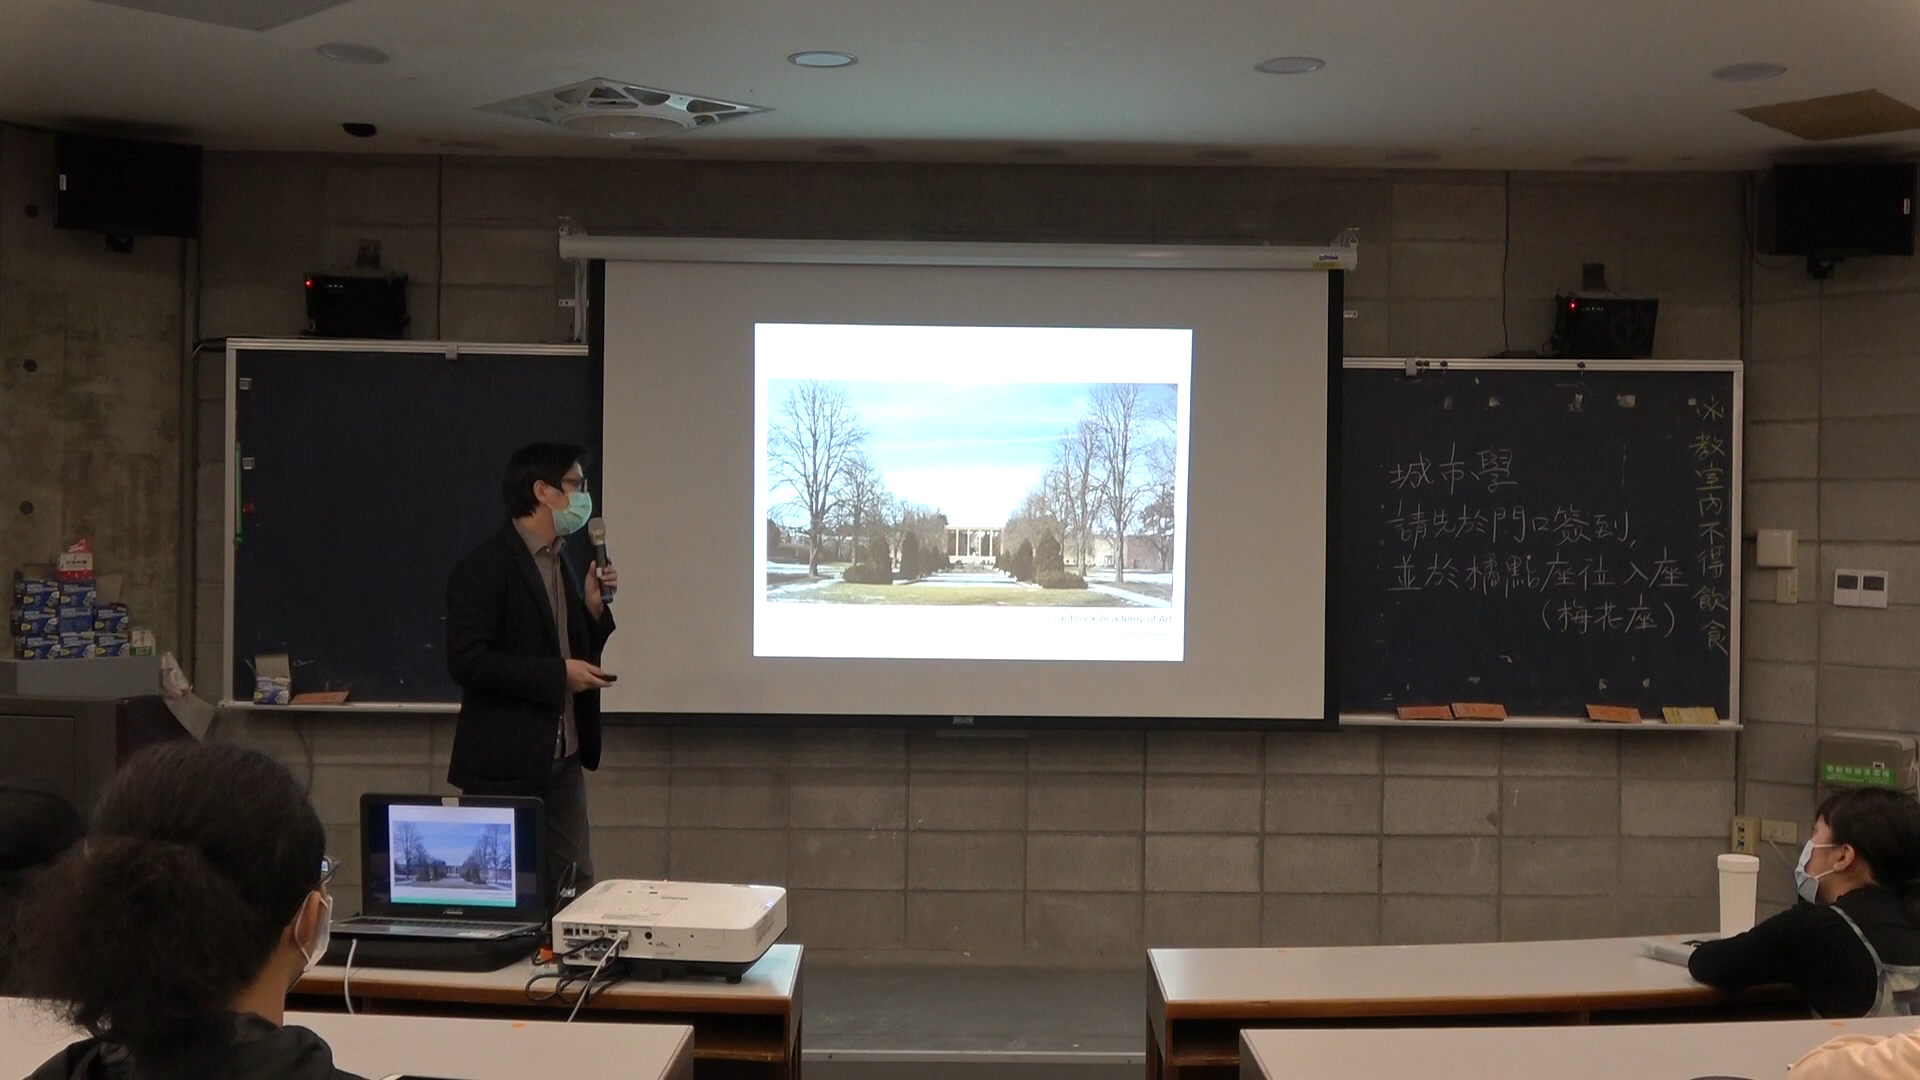 Cranbrook Academy of Art
城市學
請先於門口簽到,
並於橘點座位入座
(梅花座)
※教室內不得飲食